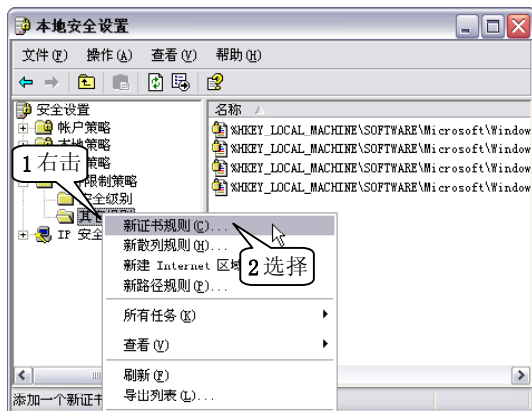 本地安全设置
文件(F) 操作(A) 查看(V) 帮助(H)
安全设置
帐户策略
策略
限制策略
安全级别
IP 安全
名称
%HKEY_LOCAL_MACHINE\SOFTWARE\Microsoft\Window
%HKEY_LOCAL_MACHINE\SOFTWARE\Microsoft\Window
%HKEY_LOCAL_MACHINE\SOFTWARE\Microsoft\Window
%HKEY_LOCAL_MACHINE\SOFTWARE\Microsoft\Window
1右击
新证书规则(C)...
新散列规则(H)...
新建 Internet 区域
新路径规则(P)...
2选择
所有任务(K)
查看(V)
刷新(F)
导出列表(L)...
添加一个新证书